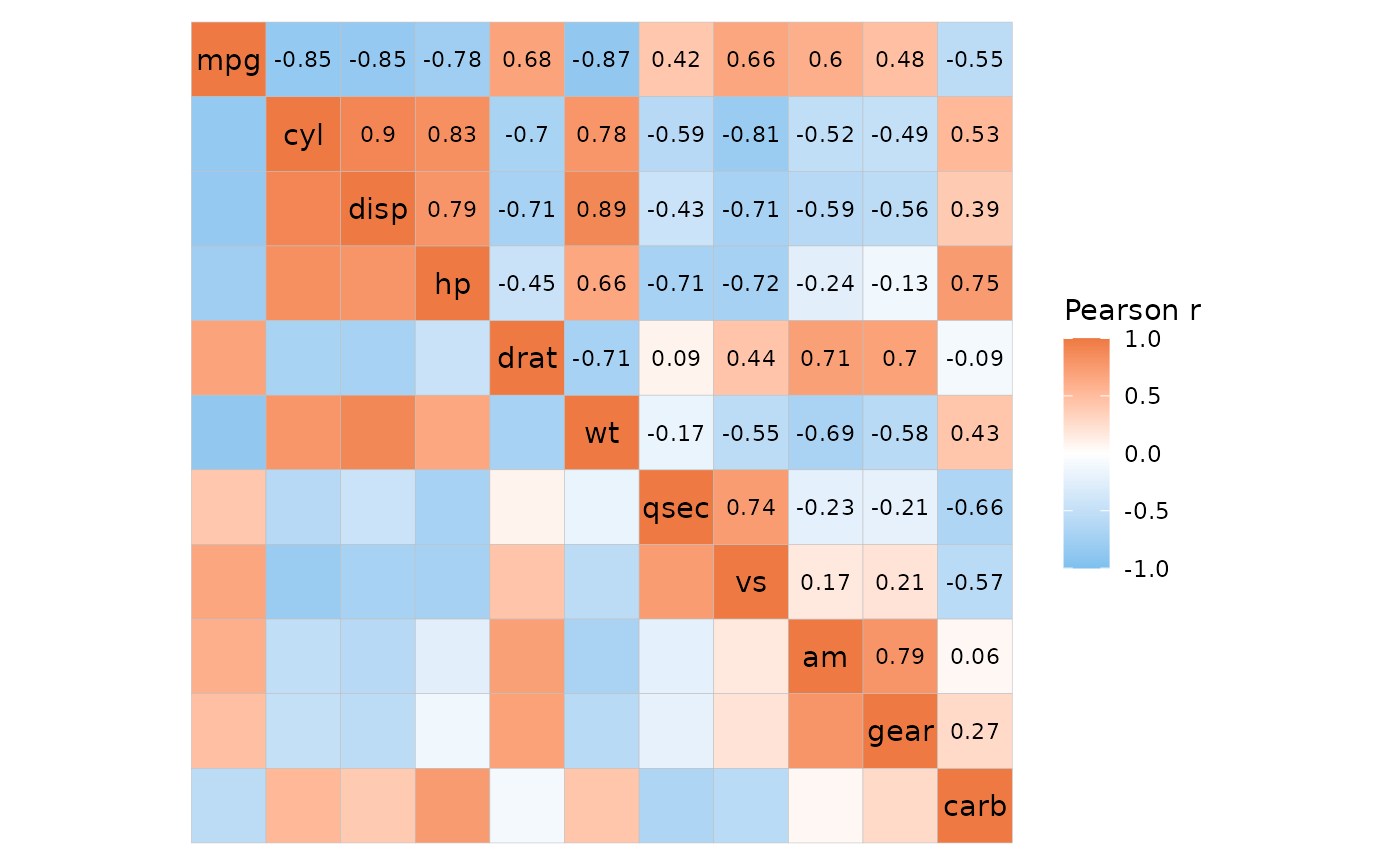 mpg -0.85 -0.85 -0.78 0.68 -0.87 0.42 0.66 0.6 0.48 -0.55
cyl 0.9 0.83 -0.7 0.78 -0.59 -0.81 -0.52 -0.49 0.53
disp 0.79 -0.71 0.89 -0.43 -0.71 -0.59 -0.56 0.39
hp -0.45 0.66 -0.71 -0.72 -0.24 -0.13 0.75
drat -0.71 0.09 0.44 0.71 0.7 -0.09
wt -0.17 -0.55 -0.69 -0.58 0.43
qsec 0.74 -0.23 -0.21 -0.66
vs 0.17 0.21 -0.57
am 0.79 0.06
gear 0.27
carb
Pearson r
1.0
0.5
0.0
-0.5
-1.0